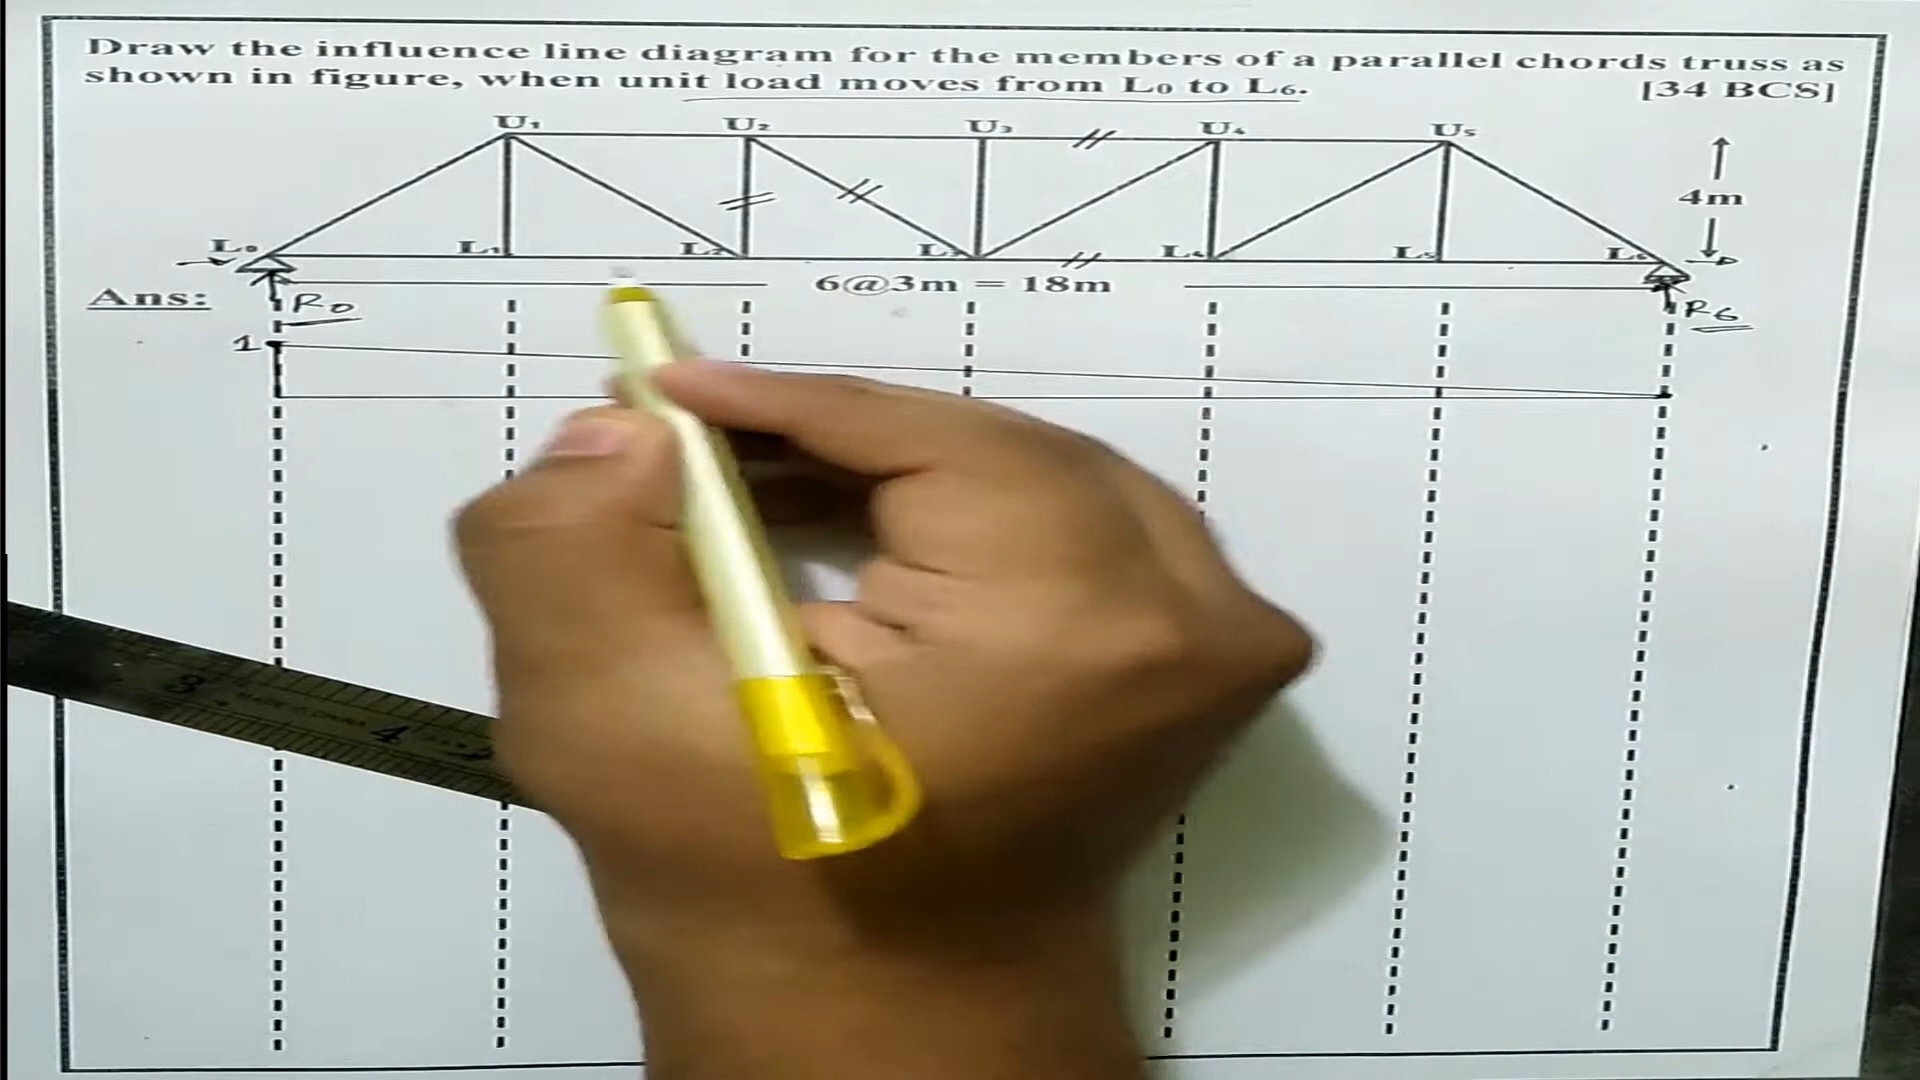 Draw the influence line diagram for the members of a parallel chords truss as
shown in figure, when unit load moves from L₀ to L₆. [34 BCS]
U₁ U₂ U₃ U₄ U₅
4m
L₀ L₁ L₂ L₃ L₄ L₅ L₆
6@3m = 18m
Ans: R₀ R₆
1
3 4